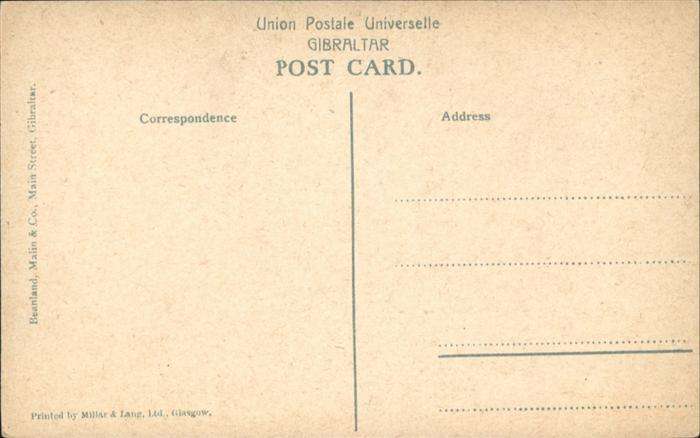 Union Postale Universelle
GIBRALTAR
POST CARD.
Correspondence
Address
Beanland, Malin & Co., Main Street, Gibraltar.
Printed by Millar & Lang, Ltd., Glasgow.